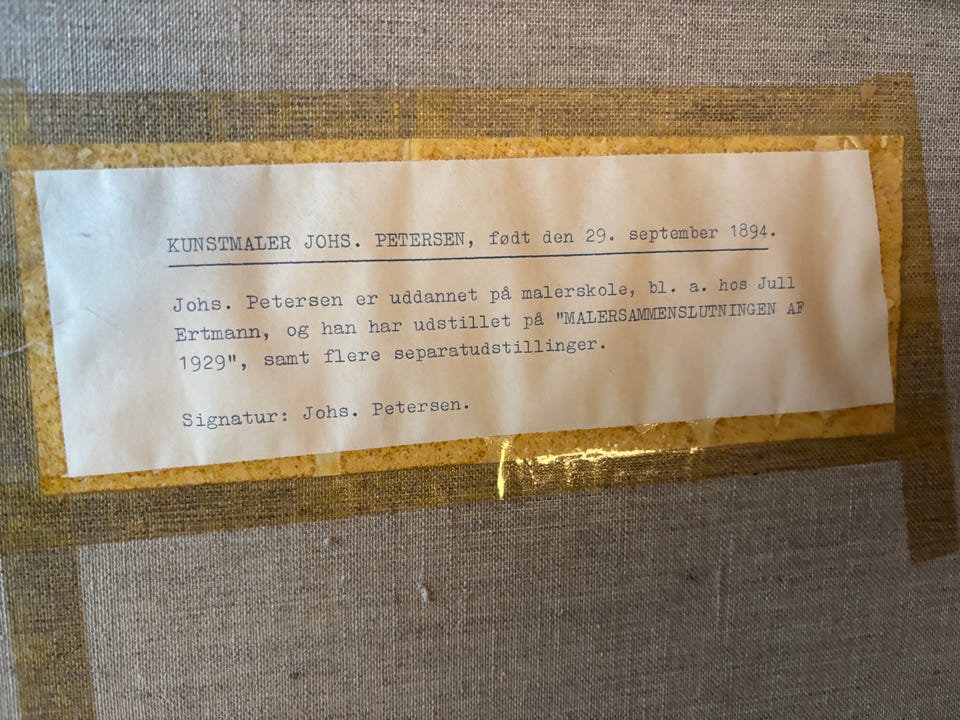 KUNSTMALER JOHS. PETERSEN, født den 29. september 1894.
Johs. Petersen er uddannet på malerskole, bl. a. hos Jull
Ertmann, og han har udstillet på "MALERSAMMENSLUTNINGEN AF
1929", samt flere separatudstillinger.
Signatur: Johs. Petersen.